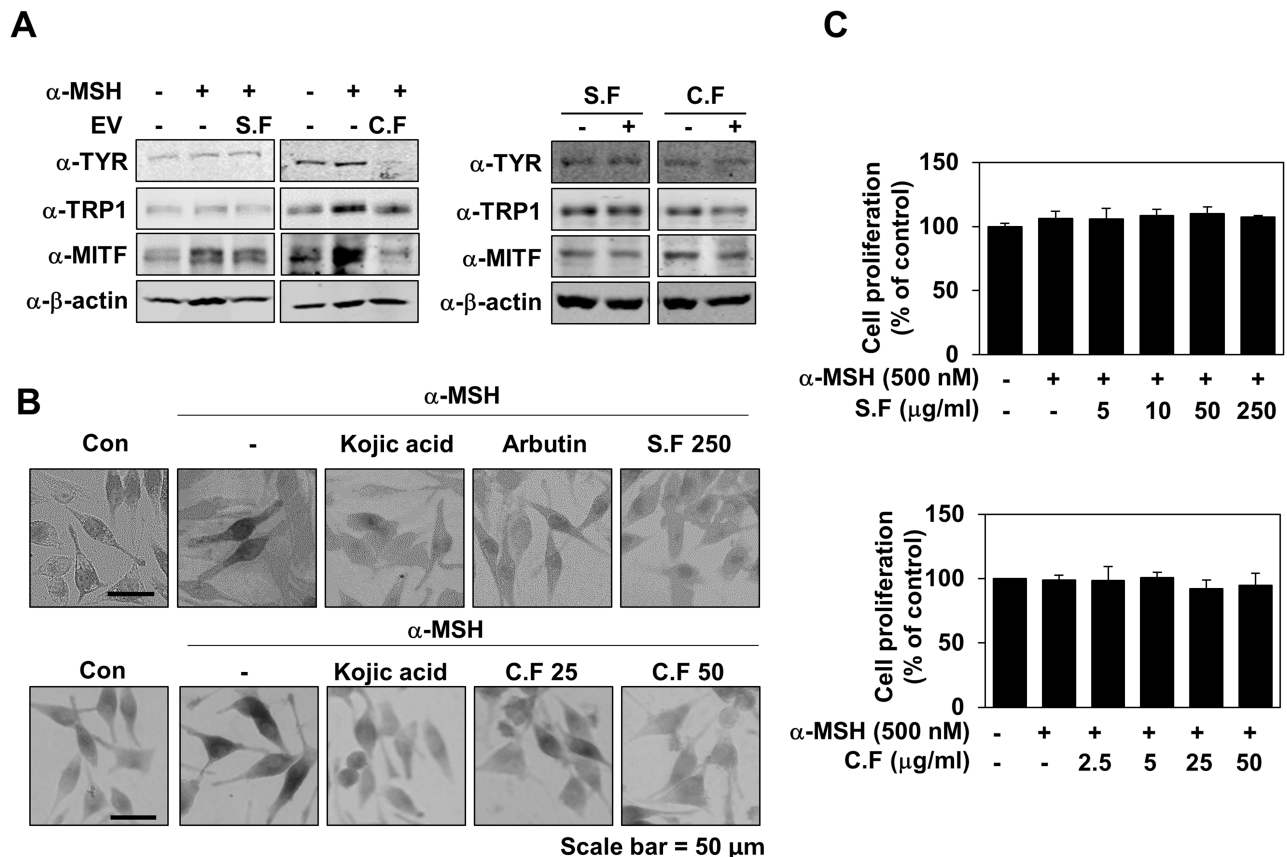 A
α-MSH - + + - + +
EV - - S.F - - C.F
α-TYR
α-TRP1
α-MITF
α-β-actin
S.F C.F
- + - +
α-TYR
α-TRP1
α-MITF
α-β-actin
B
α-MSH
Con - Kojic acid Arbutin S.F 250
α-MSH
Con - Kojic acid C.F 25 C.F 50
Scale bar = 50 μm
C
Cell proliferation
(% of control)
150
100
50
0
α-MSH (500 nM) - + + + + +
S.F (μg/ml) - - 5 10 50 250
Cell proliferation
(% of control)
150
100
50
0
α-MSH (500 nM) - + + + + +
C.F (μg/ml) - - 2.5 5 25 50